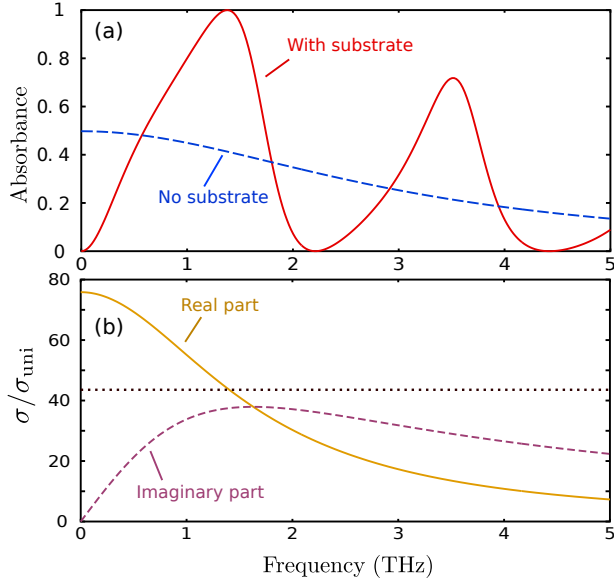 1
(a)
With substrate
0.8
0.6
Absorbance
0.4
No substrate
0.2
0
0 1 2 3 4 5
80
Real part
(b)
60
σ/σuni
40
20
Imaginary part
0
0 1 2 3 4 5
Frequency (THz)